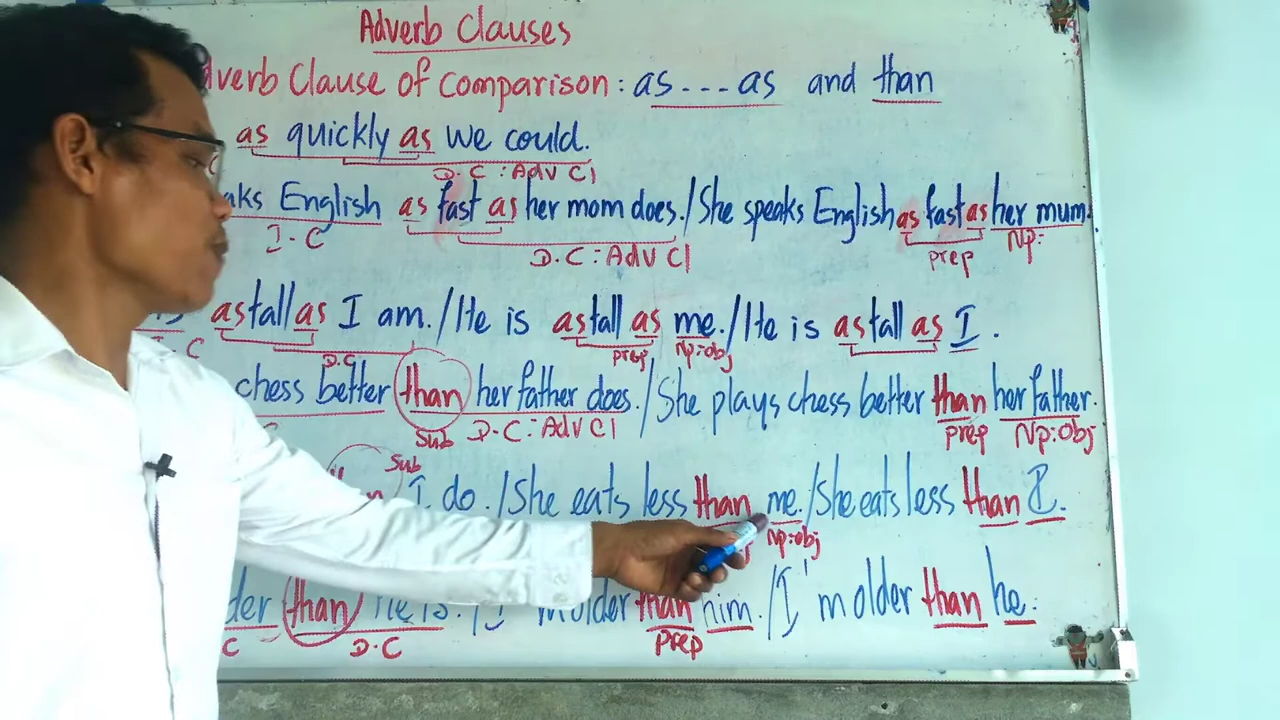 Adverb Clauses
dverb Clause of Comparison: as---as and than
as quickly as we could.
D.C:Adv Cl
aks English as fast as her mom does./She speaks English as fast as her mum.
I.C D.C:Adv Cl prep Np:
as tall as I am./He is as tall as me./He is as tall as I.
I.C D.C prep Np:obj
chess better than her father does./She plays chess better than her father.
Sub D.C:Adv Cl prep Np:obj
Sub
I do./She eats less than me./She eats less than I.
Np:obj
der than he is./I'm older than him./I'm older than he.
C D.C prep